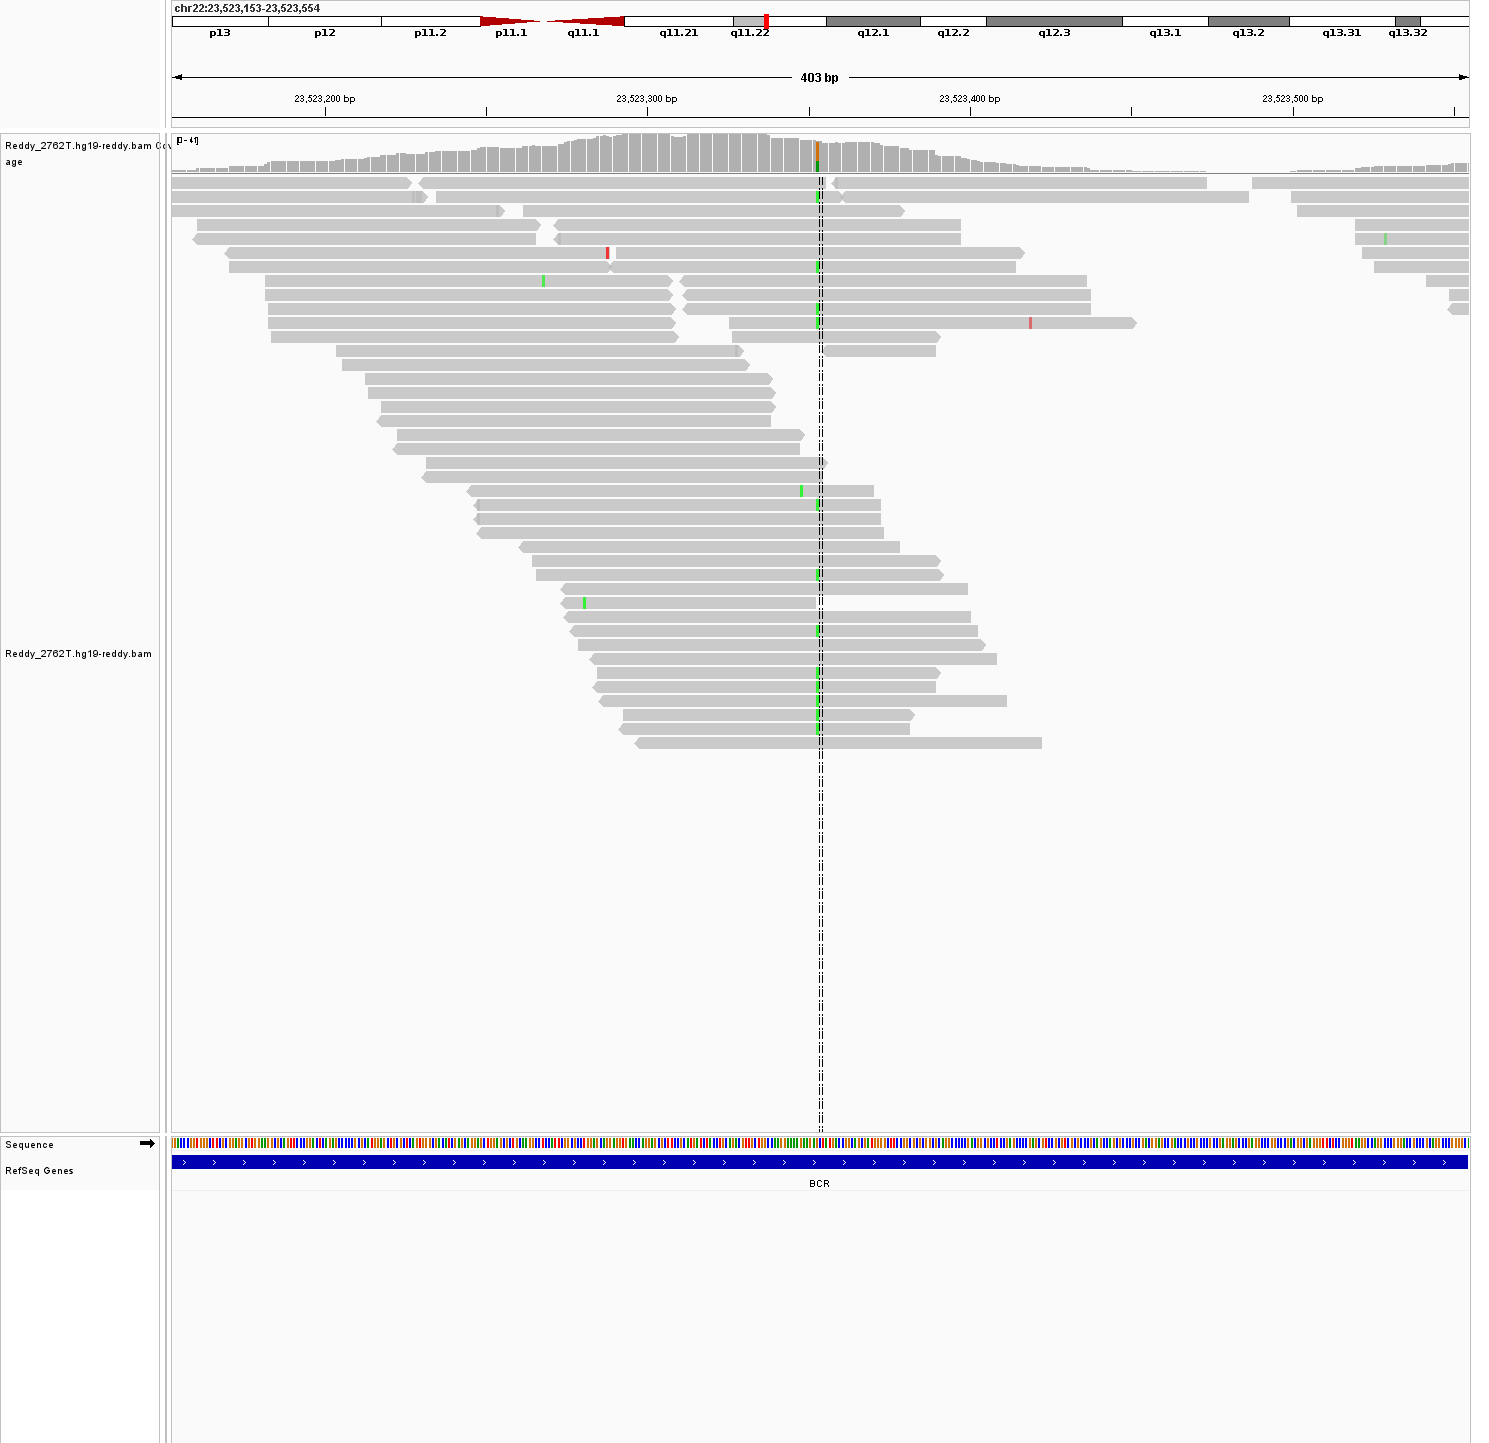 chr22:23,523,153-23,523,554
p13 p12 p11.2 p11.1 q11.1 q11.21 q11.22 q12.1 q12.2 q12.3 q13.1 q13.2 q13.31 q13.32
403 bp
23,523,200 bp 23,523,300 bp 23,523,400 bp 23,523,500 bp
Reddy_2762T.hg19-reddy.bam Cov
age
[0 - 41]
Reddy_2762T.hg19-reddy.bam
Sequence
RefSeq Genes
BCR